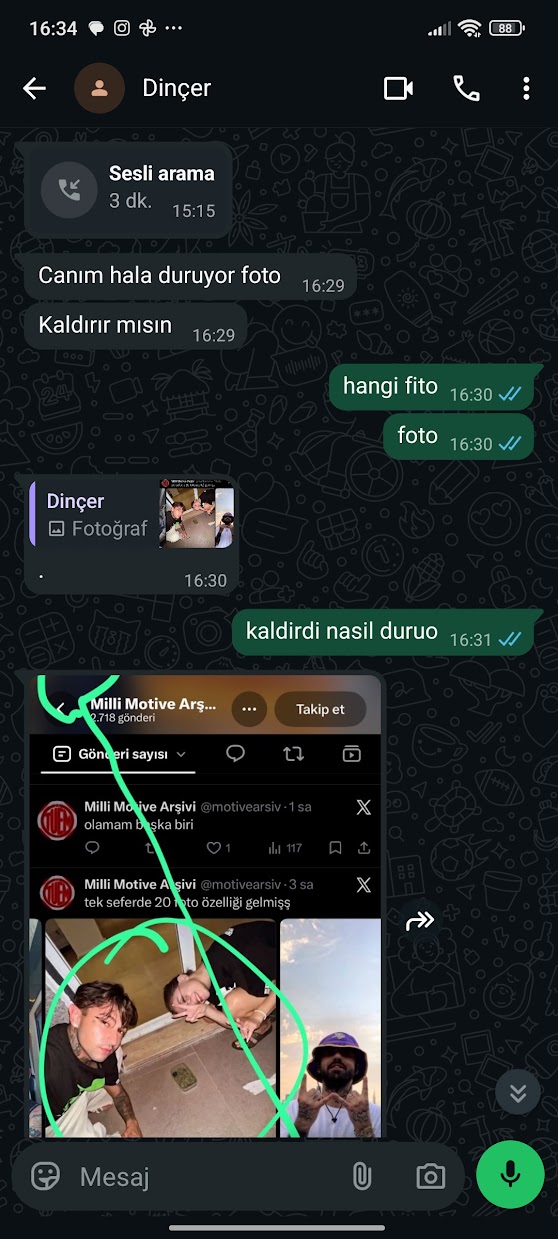 16:34
88
Dinçer
Sesli arama
3 dk. 15:15
Canım hala duruyor foto 16:29
Kaldırır mısın 16:29
hangi fito 16:30
foto 16:30
Dinçer
Fotoğraf
. 16:30
kaldirdi nasil duruo 16:31
Milli Motive Arş...
2.718 gönderi
Takip et
Gönderi sayısı
Milli Motive Arşivi @motivearsiv · 1 sa
olamam başka biri
1 117
Milli Motive Arşivi @motivearsiv · 3 sa
tek seferde 20 foto özelliği gelmişş
Mesaj